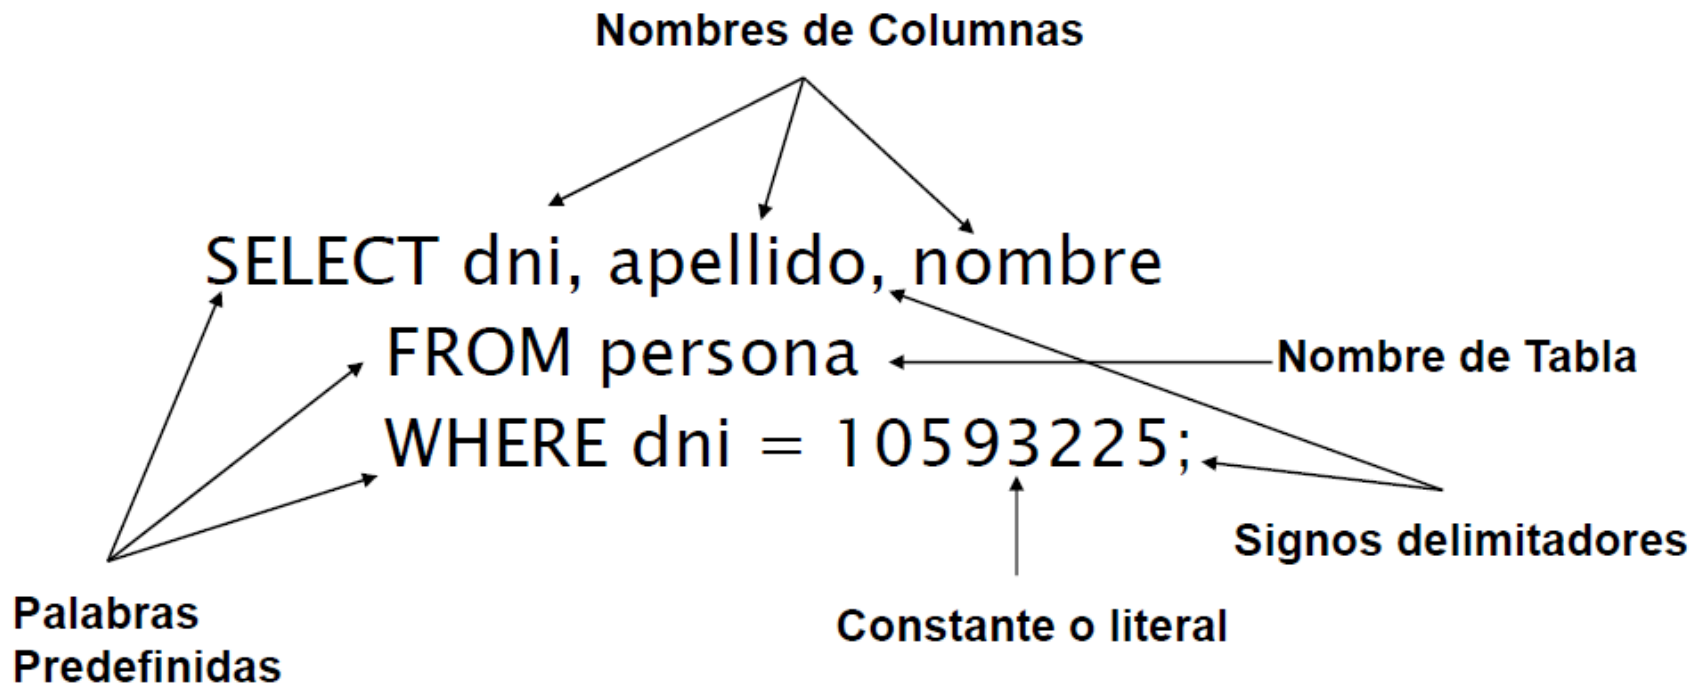 Nombres de Columnas
SELECT dni, apellido, nombre
FROM persona
Nombre de Tabla
WHERE dni = 10593225;
Signos delimitadores
Constante o literal
Palabras
Predefinidas